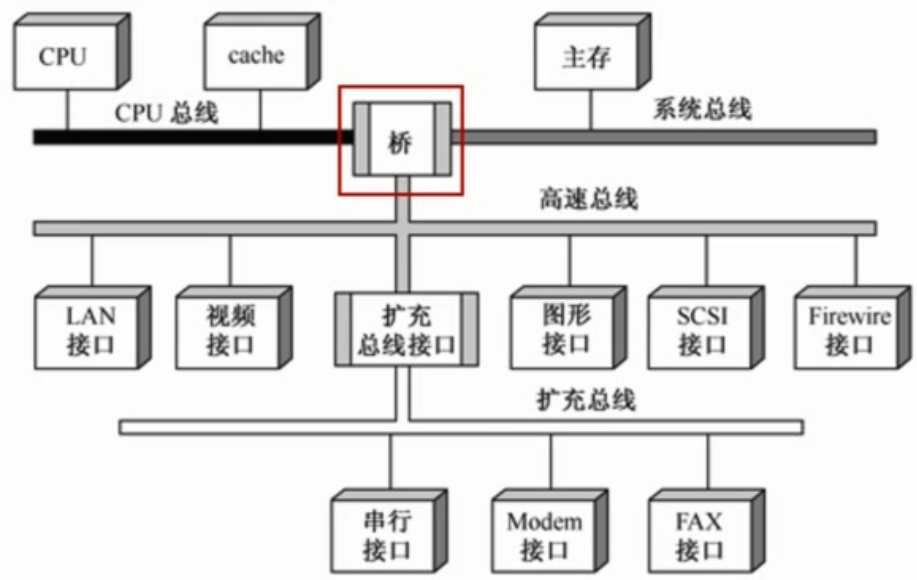 CPU
cache
主存
CPU 总线
系统总线
桥
高速总线
LAN
接口
视频
接口
扩充
总线接口
图形
接口
SCSI
接口
Firewire
接口
扩充总线
串行
接口
Modem
接口
FAX
接口